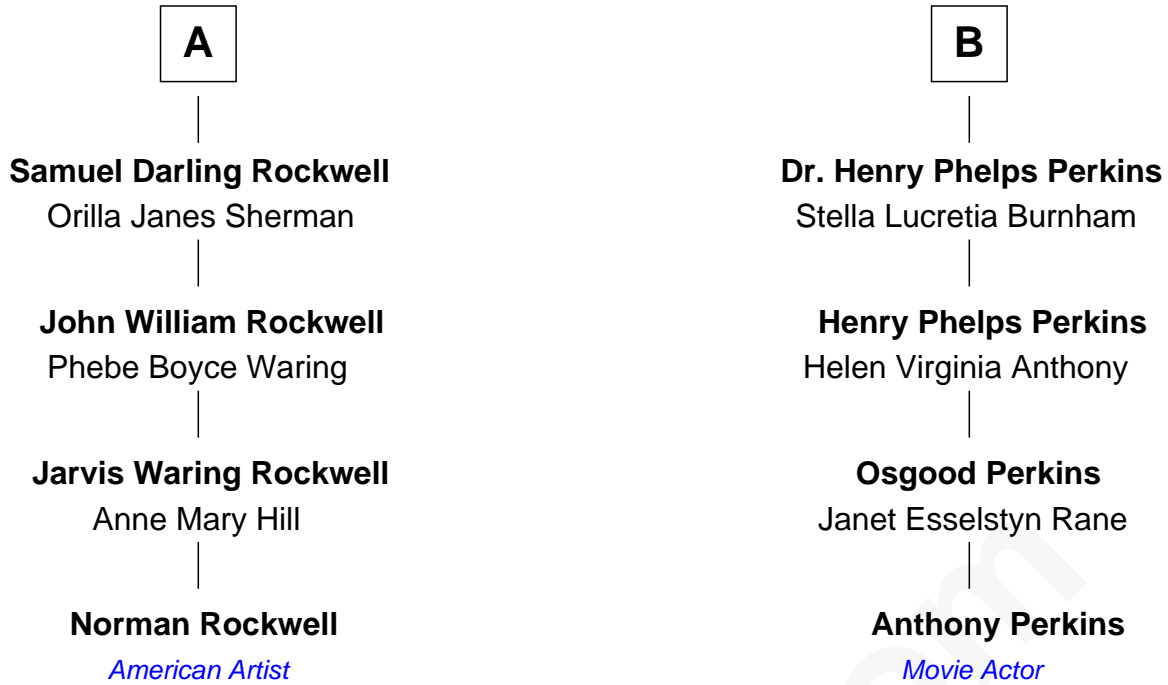 A
Samuel Darling Rockwell
Orilla Janes Sherman
John William Rockwell
Phebe Boyce Waring
Jarvis Waring Rockwell
Anne Mary Hill
Norman Rockwell
American Artist
B
Dr. Henry Phelps Perkins
Stella Lucretia Burnham
Henry Phelps Perkins
Helen Virginia Anthony
Osgood Perkins
Janet Esselstyn Rane
Anthony Perkins
Movie Actor